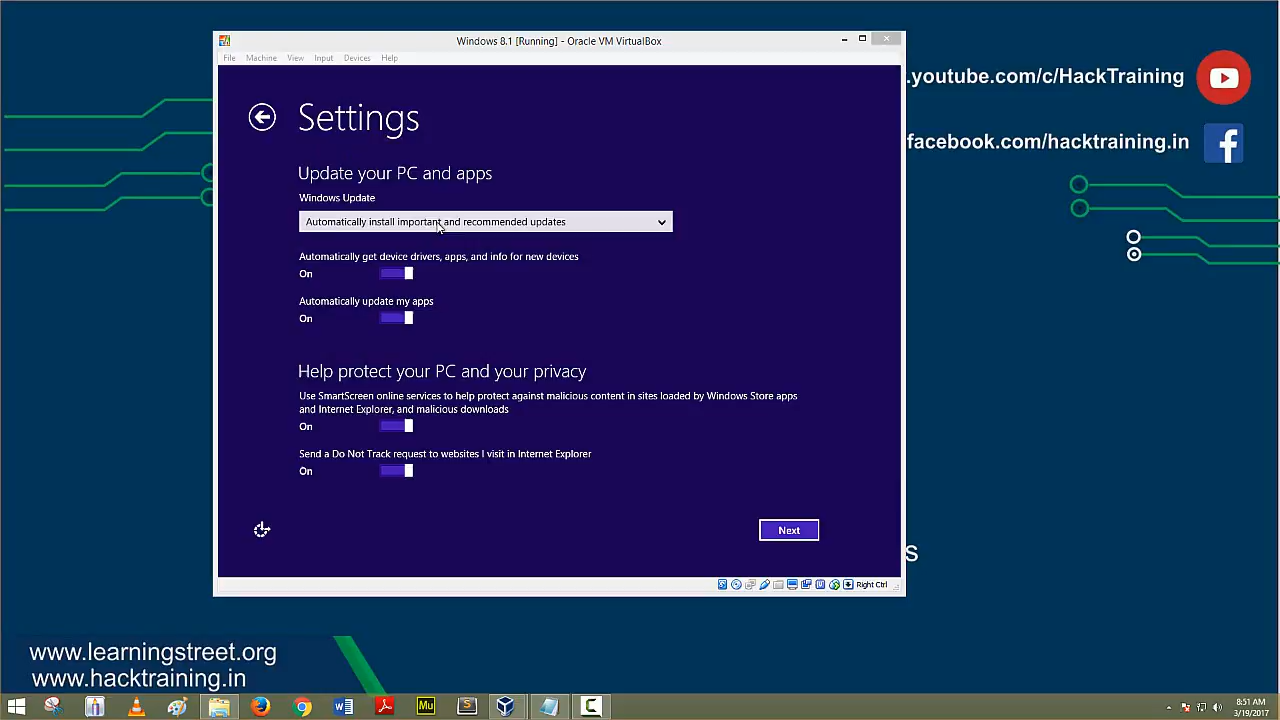 Windows 8.1 [Running] - Oracle VM VirtualBox
File Machine View Input Devices Help
.youtube.com/c/HackTraining
facebook.com/hacktraining.in
Settings
Update your PC and apps
Windows Update
Automatically install important and recommended updates
Automatically get device drivers, apps, and info for new devices
On
Automatically update my apps
On
Help protect your PC and your privacy
Use SmartScreen online services to help protect against malicious content in sites loaded by Windows Store apps
and Internet Explorer, and malicious downloads
On
Send a Do Not Track request to websites I visit in Internet Explorer
On
Next
s
Right Ctrl
www.learningstreet.org
www.hacktraining.in
Mu
S
8:51 AM
3/19/2017